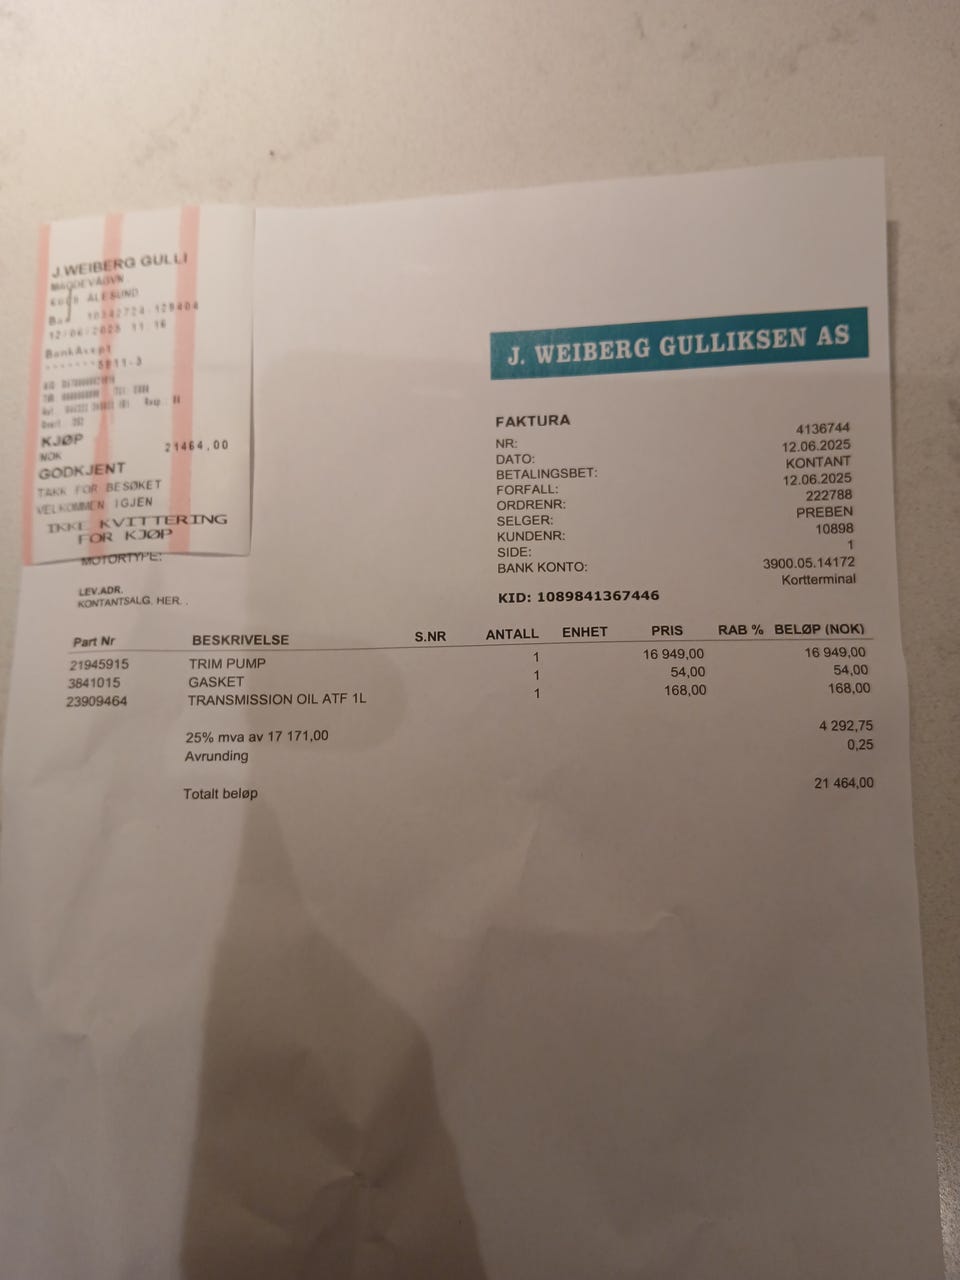 J.WEIBERG GULLI
ALESUND
10342724-129404
12/06/2025 11:16
BankAxept
5911-3
KJØP
NOK 21464,00
GODKJENT
TAKK FOR BESØKET
VELKOMMEN IGJEN
IKKE KVITTERING
FOR KJØP
MOTORTYPE:
LEV.ADR.
KONTANTSALG. HER. .
J. WEIBERG GULLIKSEN AS
FAKTURA
NR: 4136744
DATO: 12.06.2025
BETALINGSBET: KONTANT
FORFALL: 12.06.2025
ORDRENR: 222788
SELGER: PREBEN
KUNDENR: 10898
SIDE: 1
BANK KONTO: 3900.05.14172
Kortterminal
KID: 1089841367446
Part Nr BESKRIVELSE S.NR ANTALL ENHET PRIS RAB % BELØP (NOK)
21945915 TRIM PUMP 1 16 949,00 16 949,00
3841015 GASKET 1 54,00 54,00
23909464 TRANSMISSION OIL ATF 1L 1 168,00 168,00
25% mva av 17 171,00 4 292,75
Avrunding 0,25
Totalt beløp 21 464,00